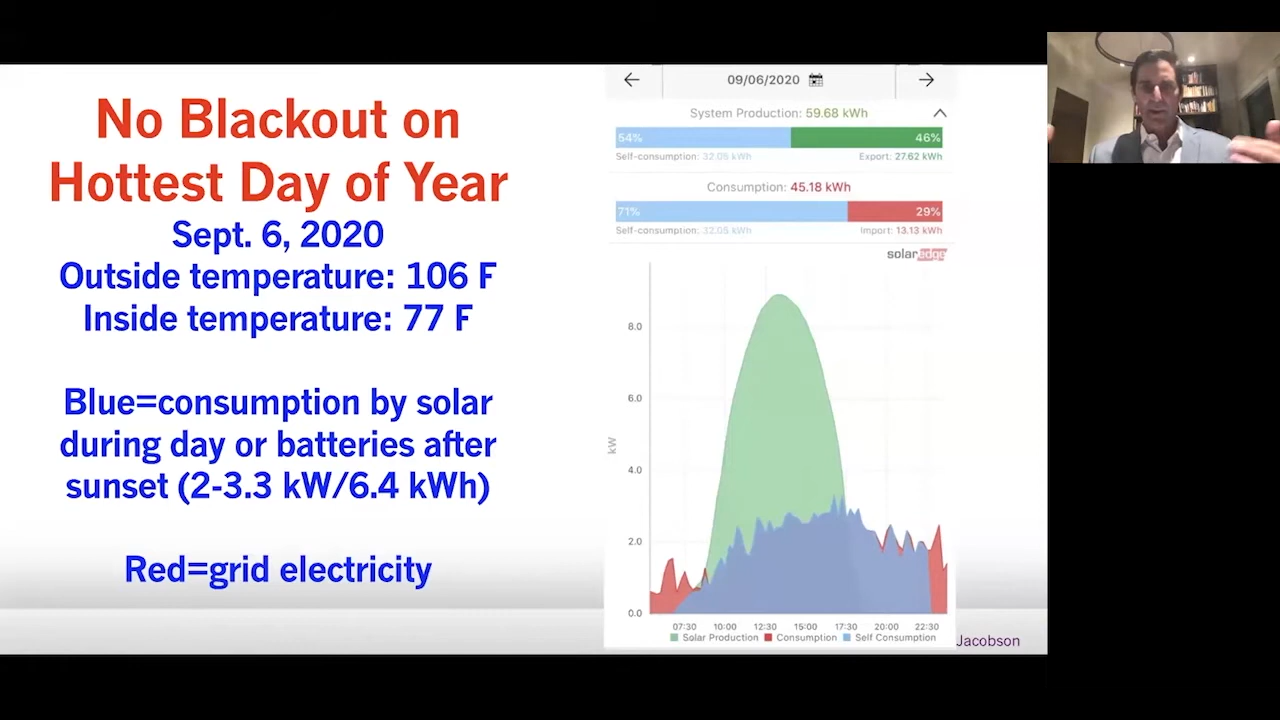 No Blackout on
Hottest Day of Year
Sept. 6, 2020
Outside temperature: 106 F
Inside temperature: 77 F
Blue=consumption by solar
during day or batteries after
sunset (2-3.3 kW/6.4 kWh)
Red=grid electricity
09/06/2020
System Production: 59.68 kWh
54% 46%
Self-consumption: 32.05 kWh Export: 27.62 kWh
Consumption: 45.18 kWh
71% 29%
Self-consumption: 32.05 kWh Import: 13.13 kWh
solaredge
kW
8.0
6.0
4.0
2.0
0.0
07:30 10:00 12:30 15:00 17:30 20:00 22:30
Solar Production Consumption Self Consumption
Jacobson